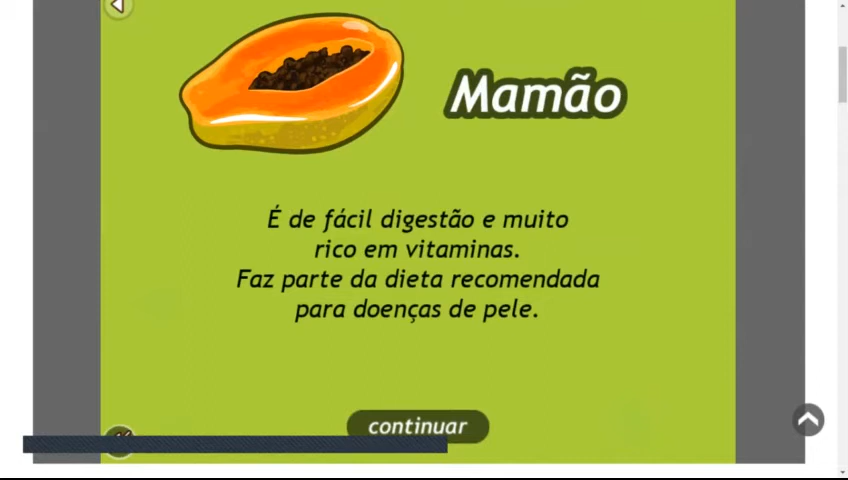 Mamão
É de fácil digestão e muito
rico em vitaminas.
Faz parte da dieta recomendada
para doenças de pele.
continuar